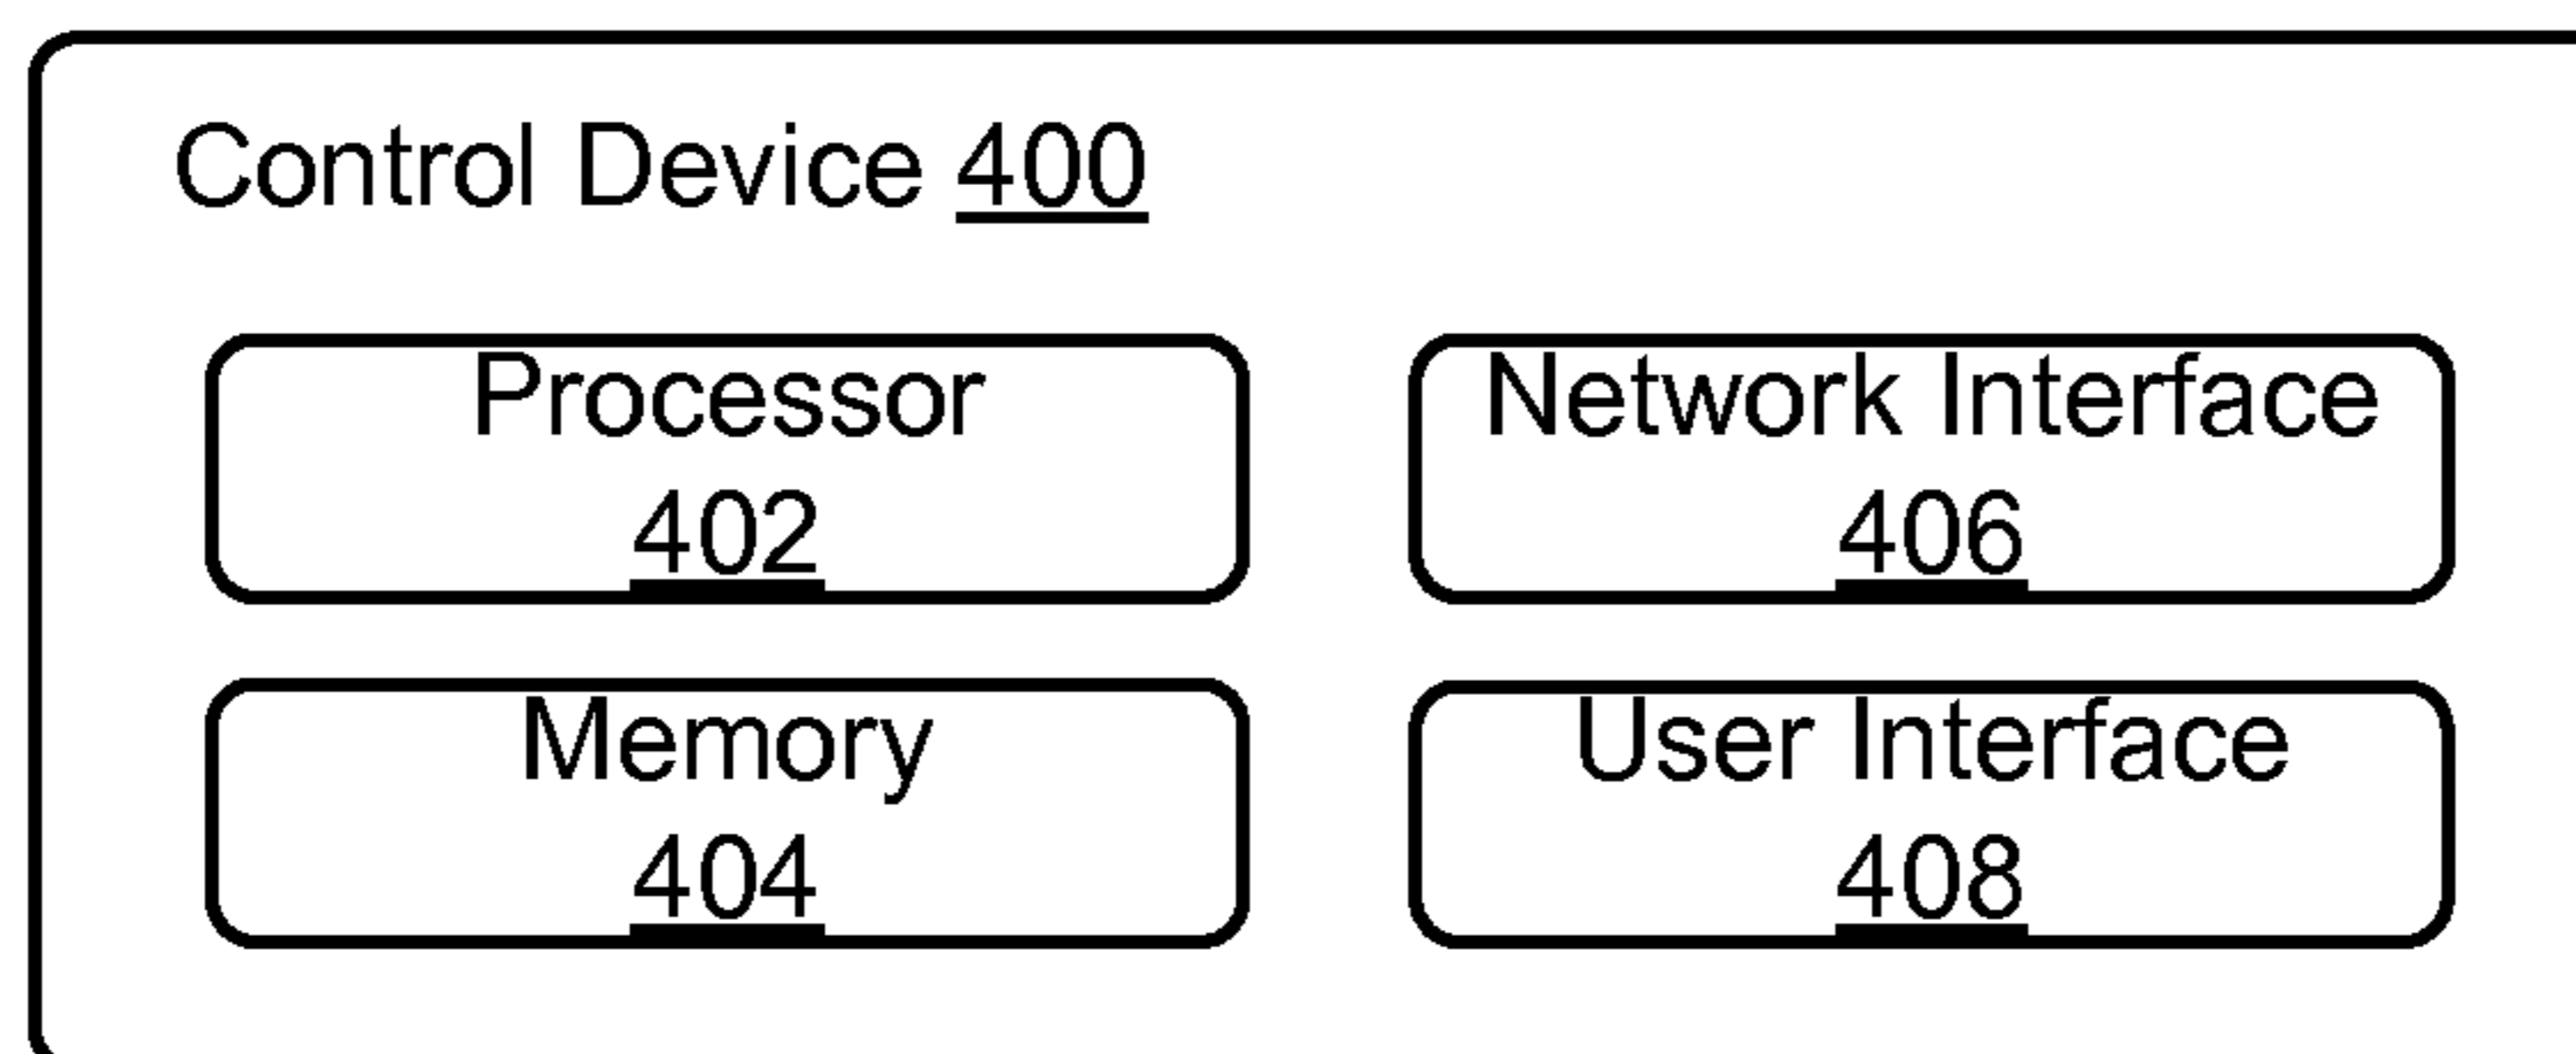 Control Device 400
Processor
402
Network Interface
406
Memory
404
User Interface
408